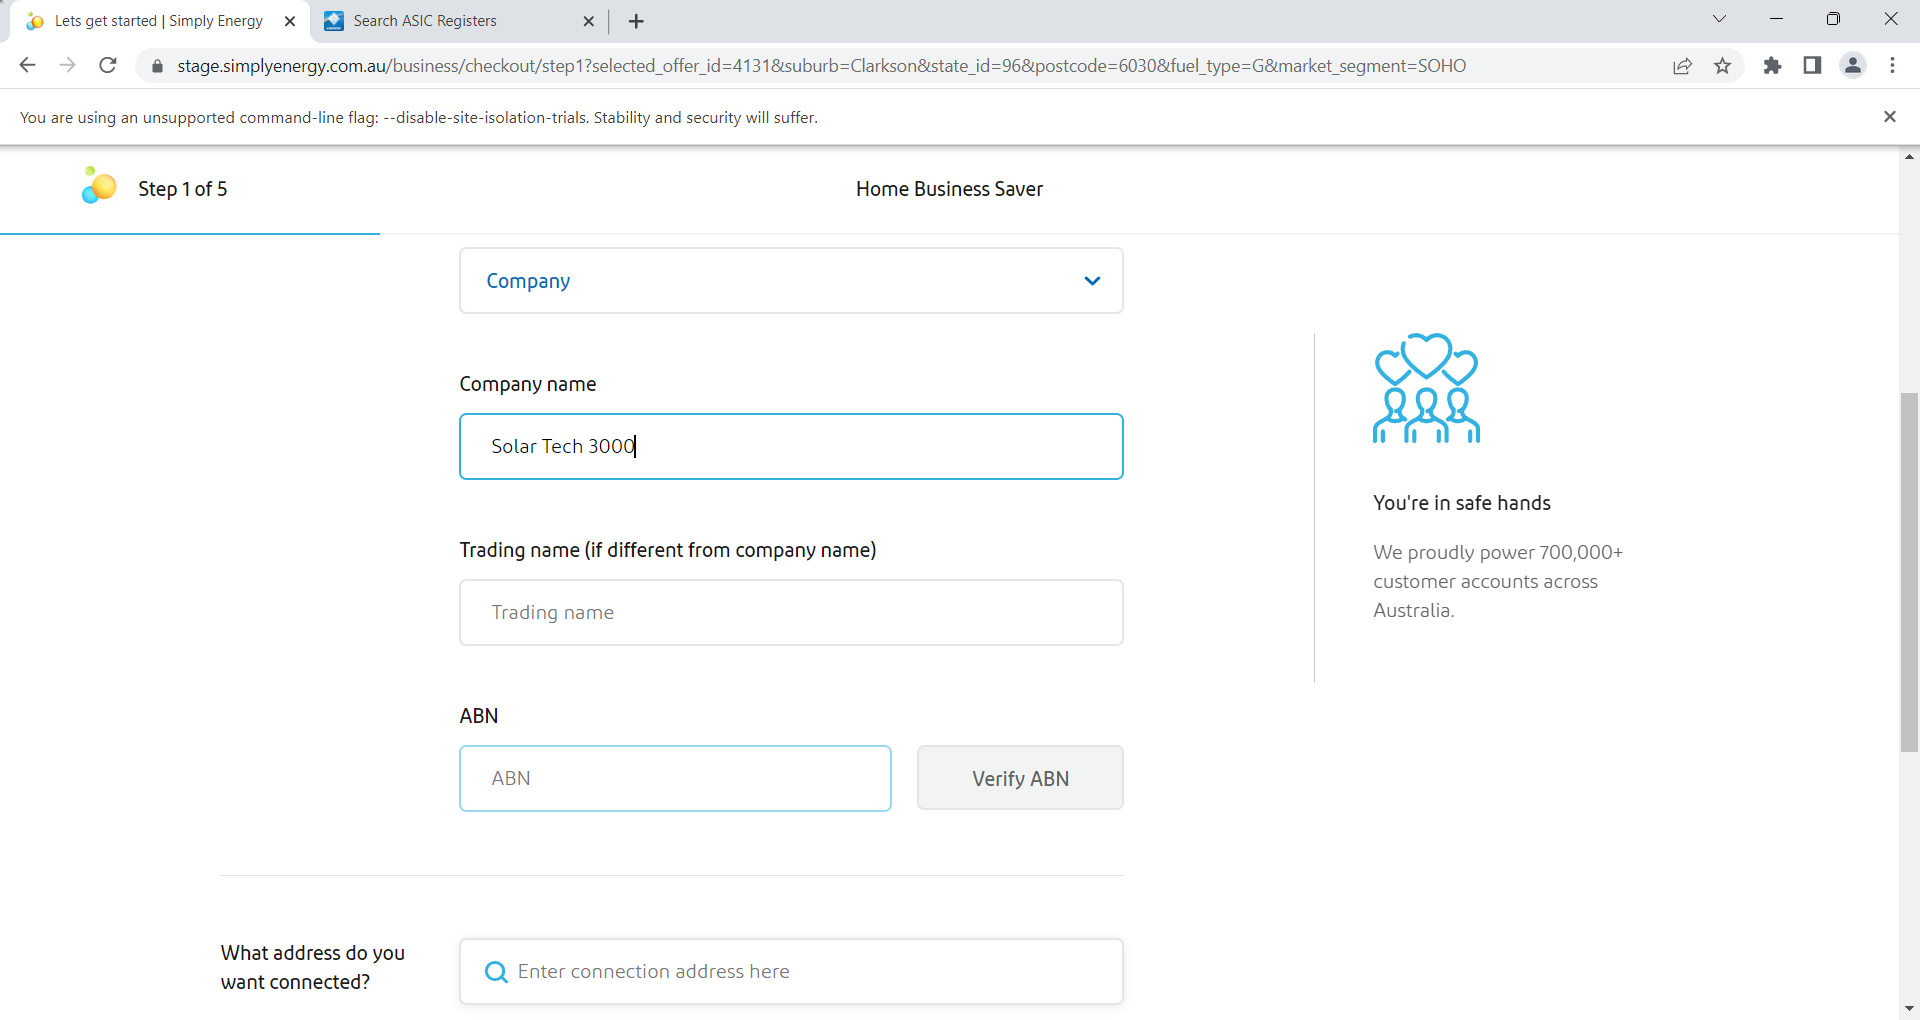 Lets get started | Simply Energy
Search ASIC Registers
stage.simplyenergy.com.au/business/checkout/step1?selected_offer_id=4131&suburb=Clarkson&state_id=96&postcode=6030&fuel_type=G&market_segment=SOHO
You are using an unsupported command-line flag: --disable-site-isolation-trials. Stability and security will suffer.
Step 1 of 5
Home Business Saver
Company
Company name
Solar Tech 3000
Trading name (if different from company name)
Trading name
ABN
ABN
Verify ABN
You're in safe hands
We proudly power 700,000+
customer accounts across
Australia.
What address do you
want connected?
Enter connection address here